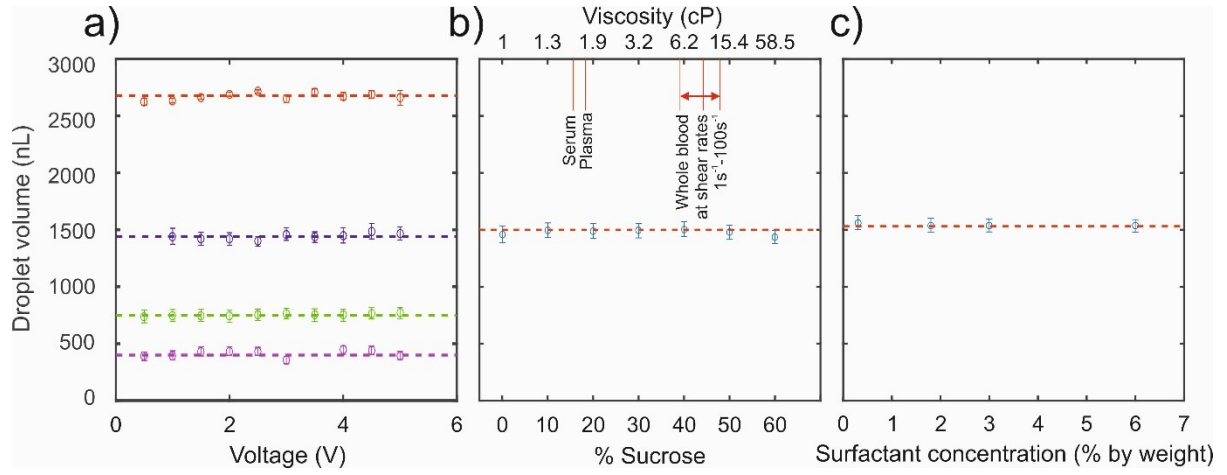 a)
Droplet volume (nL)
3000
2500
2000
1500
1000
500
0
0 2 4 6
Voltage (V)
b)
Viscosity (cP)
1 1.3 1.9 3.2 6.2 15.4 58.5
Serum
Plasma
Whole blood
at shear rates
1s⁻¹-100s⁻¹
0 10 20 30 40 50 60
% Sucrose
c)
0 1 2 3 4 5 6 7
Surfactant concentration (% by weight)